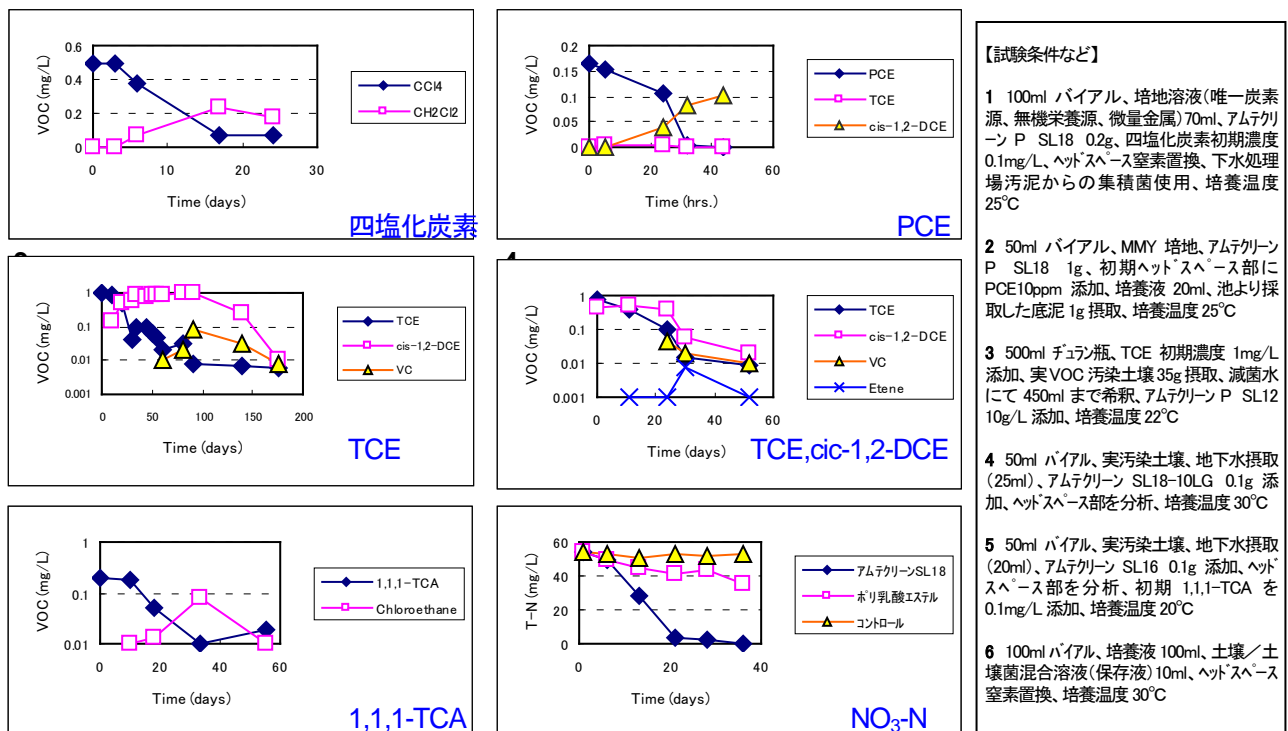 VOC (mg/L)
0.6
0.4
0.2
0
0
10
20
30
Time (days)
CCl4
CH2Cl2
四塩化炭素
VOC (mg/L)
0.2
0.15
0.1
0.05
0
0
20
40
60
Time (hrs.)
PCE
TCE
cis-1,2-DCE
PCE
VOC (mg/L)
1
0.1
0.01
0.001
0
50
100
150
200
Time (days)
TCE
cis-1,2-DCE
VC
TCE
VOC (mg/L)
1
0.1
0.01
0.001
0
20
40
60
Time (days)
TCE
cis-1,2-DCE
VC
Etene
TCE,cic-1,2-DCE
VOC (mg/L)
1
0.1
0.01
0
20
40
60
Time (days)
1,1,1-TCA
Chloroethane
1,1,1-TCA
T-N (mg/L)
60
40
20
0
0
20
40
Time (days)
アムテクリーンSL18
ポリ乳酸エステル
コントロール
NO₃-N
【試験条件など】
1 100ml バイアル、培地溶液(唯一炭素
源、無機栄養源、微量金属)70ml、アムテクリ
ーン P SL18 0.2g、四塩化炭素初期濃度
0.1mg/L、ヘッドスペース窒素置換、下水処理
場汚泥からの集積菌使用、培養温度
25℃
2 50ml バイアル、MMY 培地、アムテクリーン
P SL18 1g、初期ヘッドスペース部に
PCE10ppm 添加、培養液 20ml、池より採
取した底泥 1g 摂取、培養温度 25℃
3 500ml デュラン瓶、TCE 初期濃度 1mg/L
添加、実 VOC 汚染土壌 35g 摂取、滅菌水
にて 450ml まで希釈、アムテクリーン P SL12
10g/L 添加、培養温度 22℃
4 50ml バイアル、実汚染土壌、地下水摂取
(25ml)、アムテクリーン SL18-10LG 0.1g 添
加、ヘッドスペース部を分析、培養温度 30℃
5 50ml バイアル、実汚染土壌、地下水摂取
(20ml)、アムテクリーン SL16 0.1g 添加、ヘッド
スペース部を分析、初期 1,1,1-TCA を
0.1mg/L 添加、培養温度 20℃
6 100ml バイアル、培養液 100ml、土壌/土
壌菌混合溶液(保存液)10ml、ヘッドスペース
窒素置換、培養温度 30℃